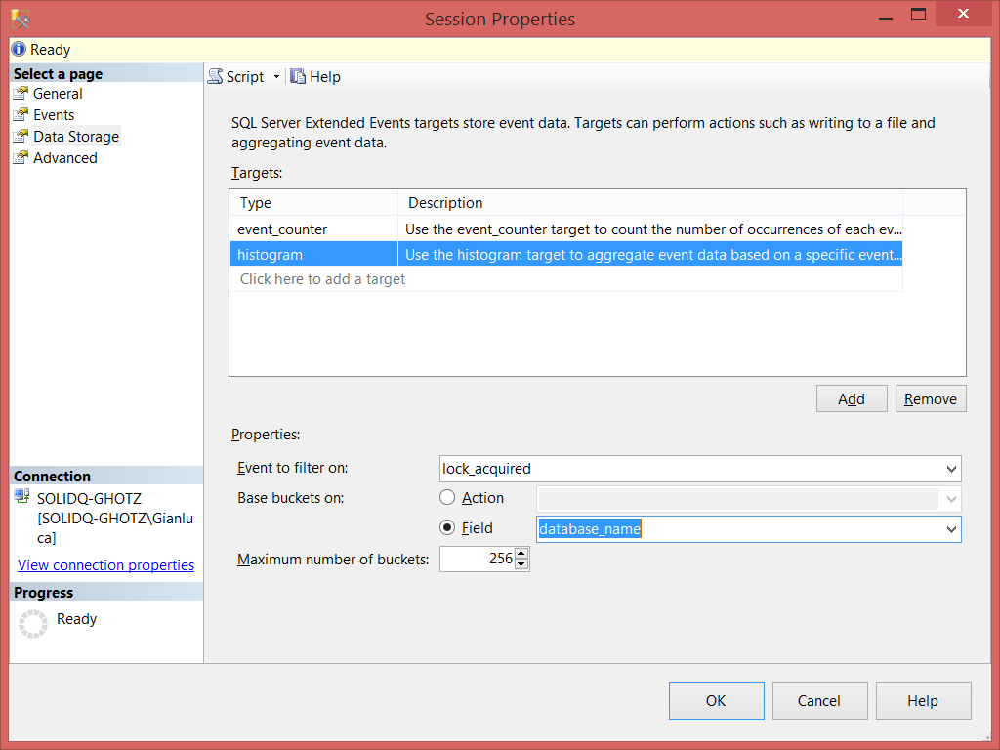 Session Properties
Ready
Select a page
General
Events
Data Storage
Advanced
Connection
SOLIDQ-GHOTZ
[SOLIDQ-GHOTZ\Gianlu
ca]
View connection properties
Progress
Ready
Script
Help
SQL Server Extended Events targets store event data. Targets can perform actions such as writing to a file and
aggregating event data.
Targets:
Type Description
event_counter Use the event_counter target to count the number of occurrences of each ev...
histogram Use the histogram target to aggregate event data based on a specific event...
Click here to add a target
Add Remove
Properties:
Event to filter on: lock_acquired
Base buckets on: Action
Field database_name
Maximum number of buckets: 256
OK Cancel Help